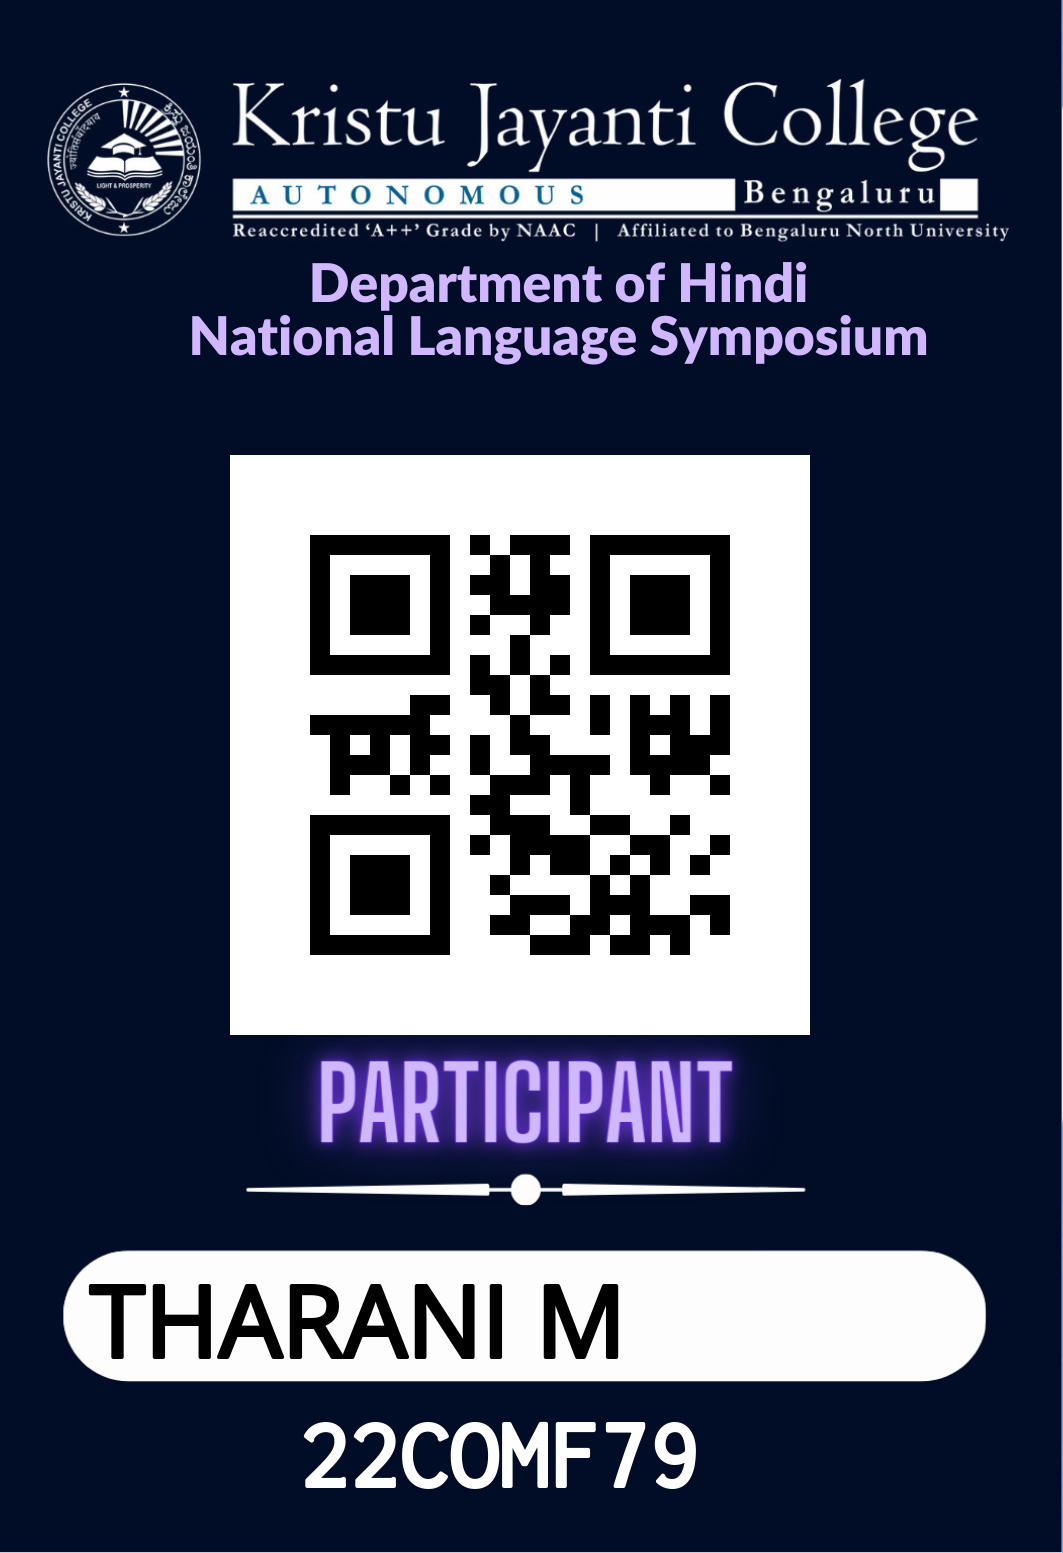 Kristu Jayanti College
AUTONOMOUS Bengaluru
Reaccredited ‘A++’ Grade by NAAC | Affiliated to Bengaluru North University
KRISTU JAYANTI COLLEGE
LIGHT & PROSPERITY
Department of Hindi
National Language Symposium
PARTICIPANT
THARANI M
22COMF79